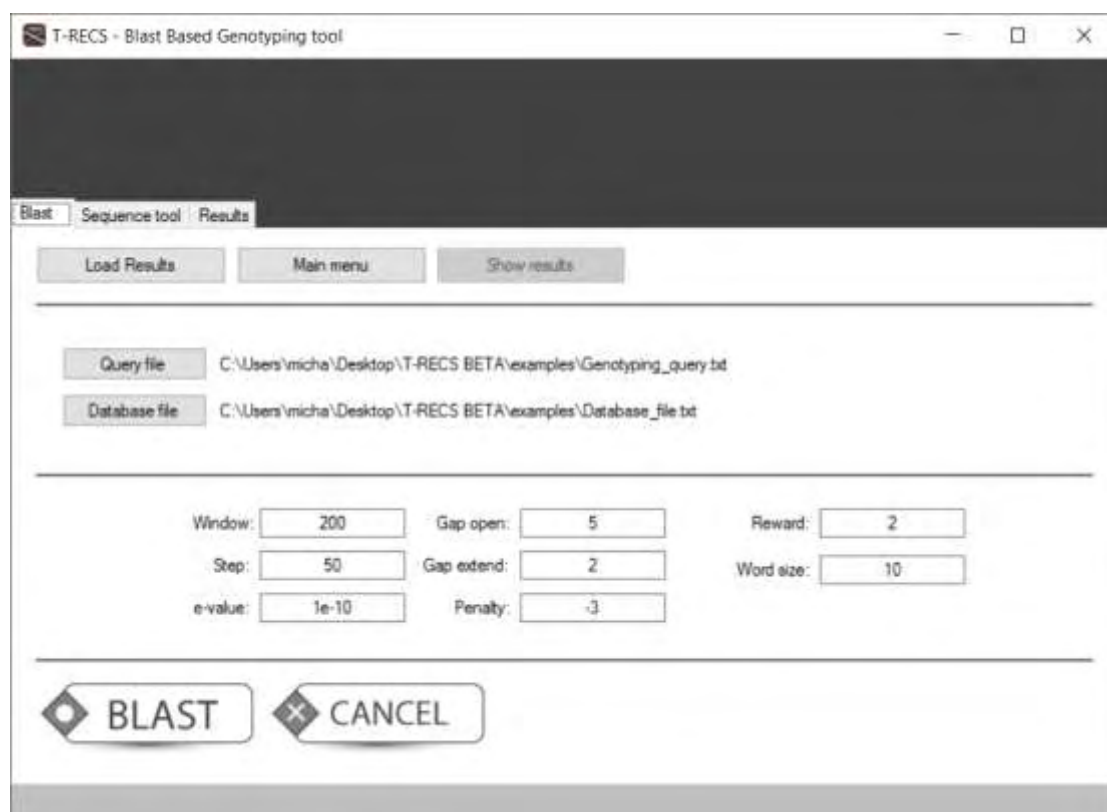 T-RECS - Blast Based Genotyping tool
Blast Sequence tool Results
Load Results Main menu Show results
Query file C:\Users\micha\Desktop\T-RECS BETA\examples\Genotyping_query.txt
Database file C:\Users\micha\Desktop\T-RECS BETA\examples\Database_file.txt
Window: 200 Gap open: 5 Reward: 2
Step: 50 Gap extend: 2 Word size: 10
e-value: 1e-10 Penalty: -3
BLAST CANCEL